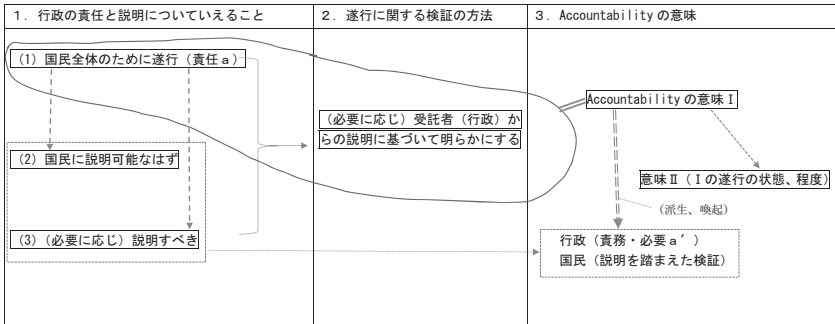 1．行政の責任と説明についていえること
2．遂行に関する検証の方法
3．Accountabilityの意味
(1) 国民全体のために遂行（責任a）
(必要に応じ）受託者（行政）か
らの説明に基づいて明らかにする
Accountabilityの意味Ⅰ
(2) 国民に説明可能なはず
意味Ⅱ（Ⅰの遂行の状態、程度）
（派生、喚起）
(3)（必要に応じ）説明すべき
行政（責務・必要a′）
国民（説明を踏まえた検証）